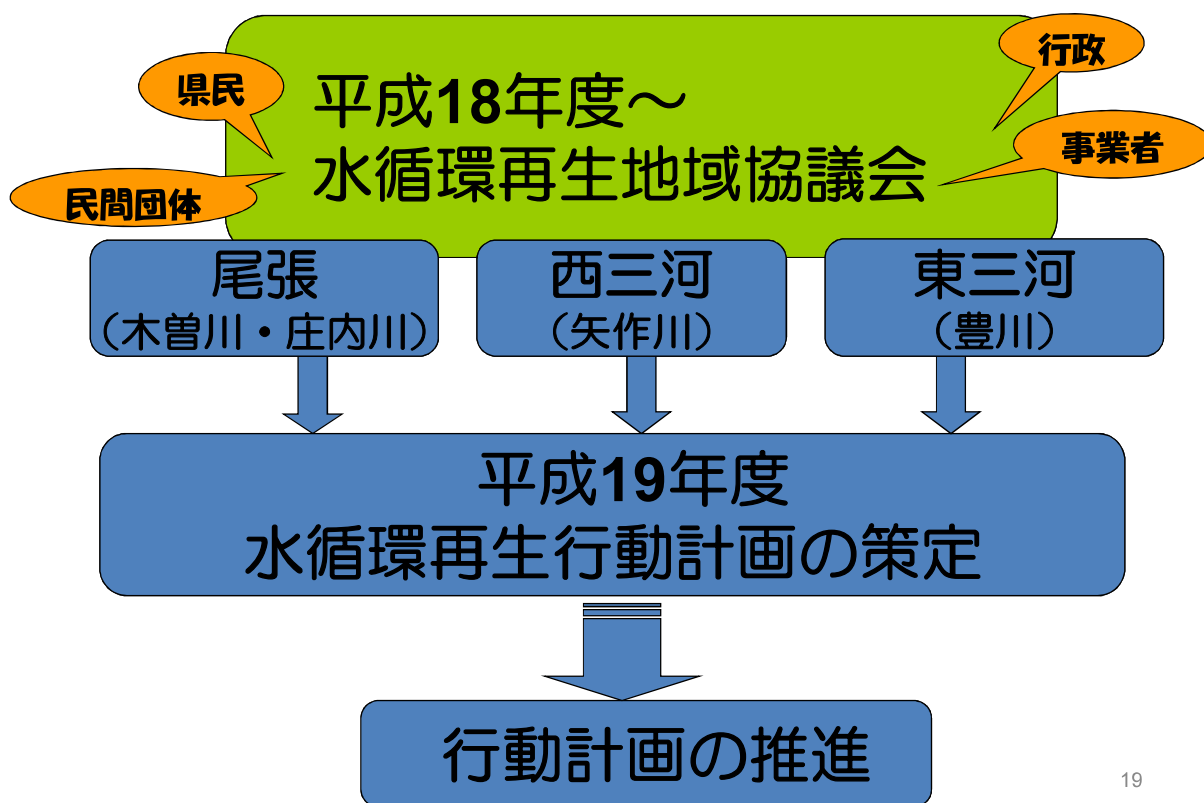 県民
行政
平成18年度～
水循環再生地域協議会
事業者
民間団体
尾張
（木曽川・庄内川）
西三河
（矢作川）
東三河
（豊川）
平成19年度
水循環再生行動計画の策定
行動計画の推進
19